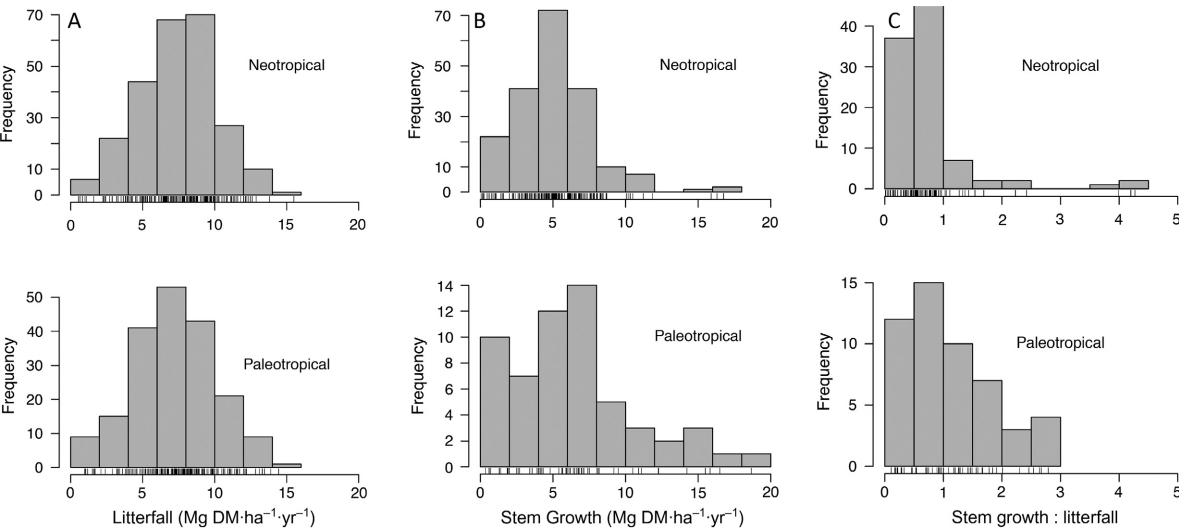 A
Frequency
70
50
30
10
0
Neotropical
0 5 10 15 20
B
Frequency
70
50
30
10
0
Neotropical
0 5 10 15 20
C
Frequency
40
30
20
10
0
Neotropical
0 1 2 3 4 5
Frequency
50
40
30
20
10
0
Paleotropical
0 5 10 15 20
Litterfall (Mg DM·ha⁻¹·yr⁻¹)
Frequency
14
12
10
8
6
4
2
0
Paleotropical
0 5 10 15 20
Stem Growth (Mg DM·ha⁻¹·yr⁻¹)
Frequency
15
10
5
0
Paleotropical
0 1 2 3 4 5
Stem growth : litterfall